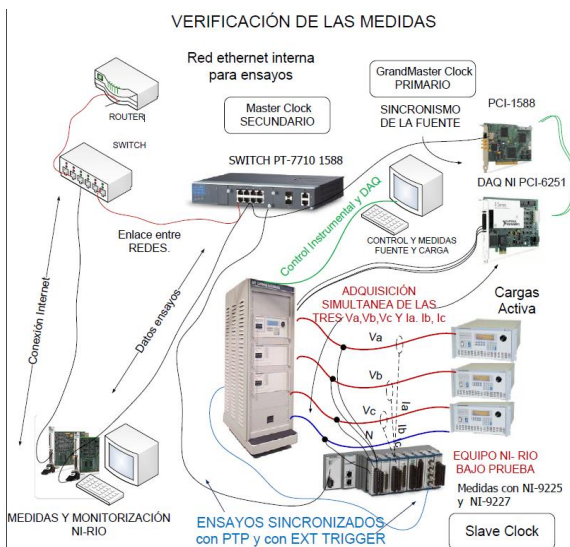 VERIFICACIÓN DE LAS MEDIDAS
Red ethernet interna
para ensayos
GrandMaster Clock
PRIMARIO
ROUTER
Master Clock
SECUNDARIO
SINCRONISMO
DE LA FUENTE
PCI-1588
SWITCH
SWITCH PT-7710 1588
DAQ NI PCI-6251
Enlace entre
REDES.
Control Instrumental y DAQ
CONTROL Y MEDIDAS
FUENTE Y CARGA
Conexión Internet
Datos ensayos
ADQUISICIÓN
SIMULTANEA DE LAS
TRES Va,Vb,Vc Y Ia. Ib, Ic
Cargas
Activa
Va
Vb
Vc
N
Ia
Ib
EQUIPO NI- RIO
BAJO PRUEBA
Medidas con NI-9225
y NI-9227
MEDIDAS Y MONITORIZACIÓN
NI-RIO
ENSAYOS SINCRONIZADOS
con PTP y con EXT TRIGGER
Slave Clock